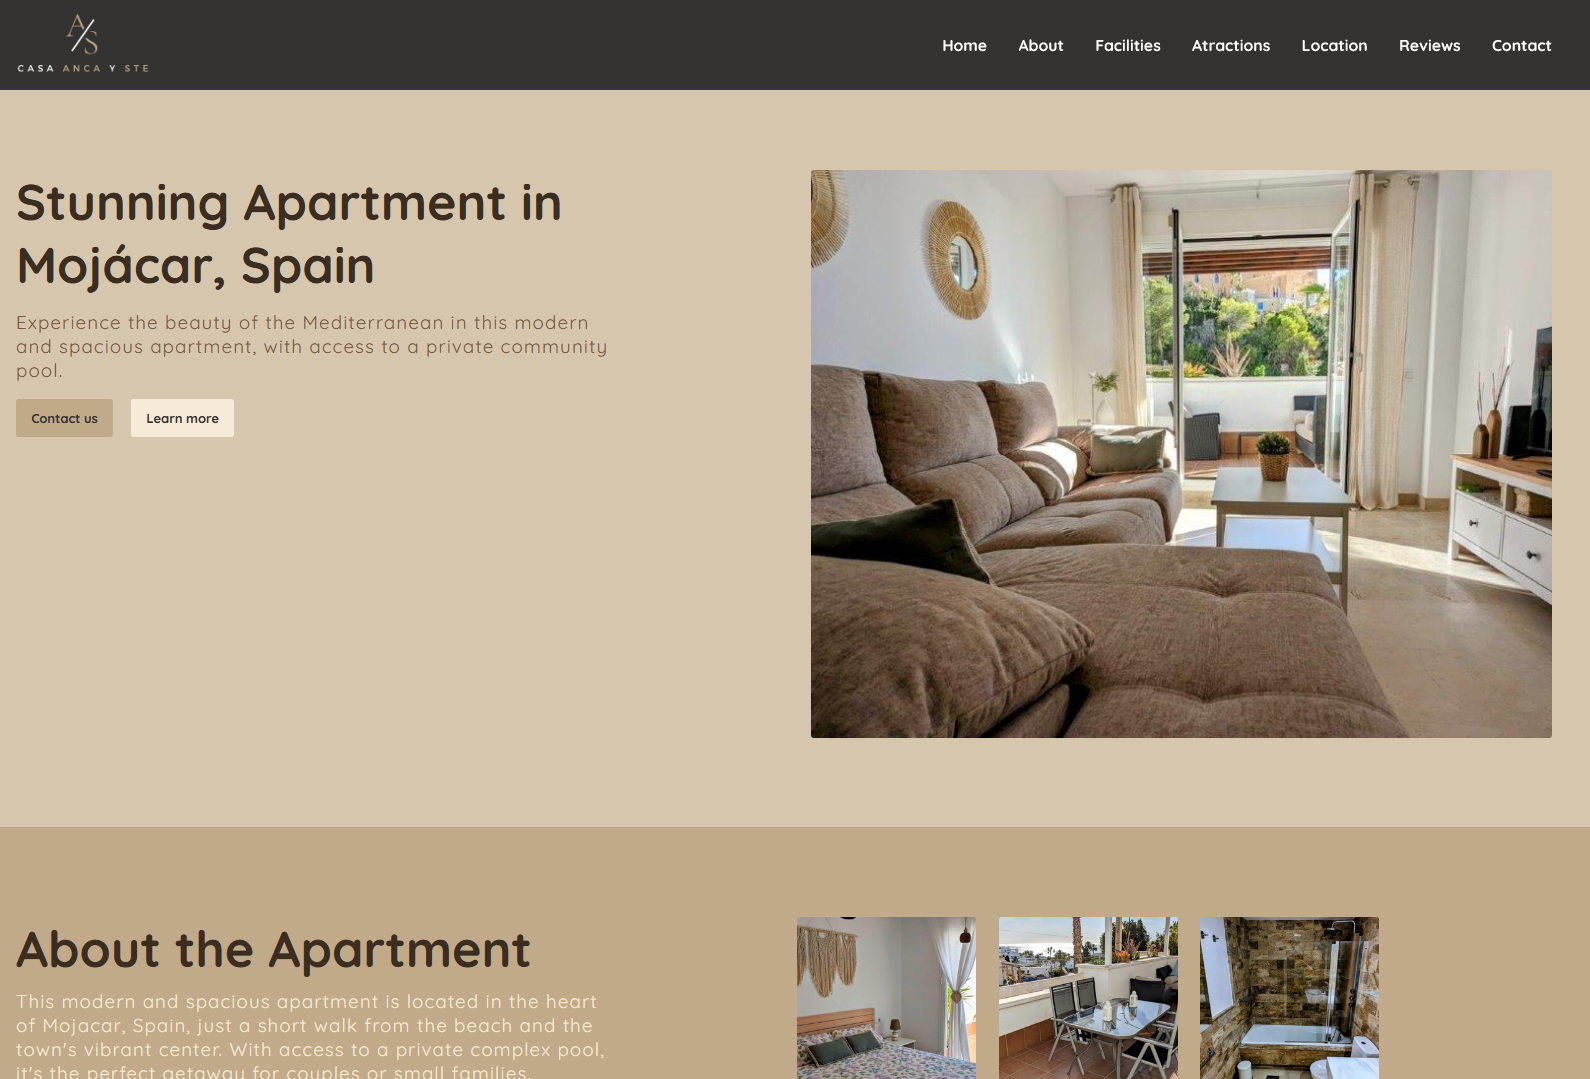 A/S
CASA ANCA Y STE
Home About Facilities Atractions Location Reviews Contact
Stunning Apartment in
Mojácar, Spain
Experience the beauty of the Mediterranean in this modern
and spacious apartment, with access to a private community
pool.
Contact us Learn more
About the Apartment
This modern and spacious apartment is located in the heart
of Mojacar, Spain, just a short walk from the beach and the
town's vibrant center. With access to a private complex pool,
it's the perfect getaway for couples or small families.